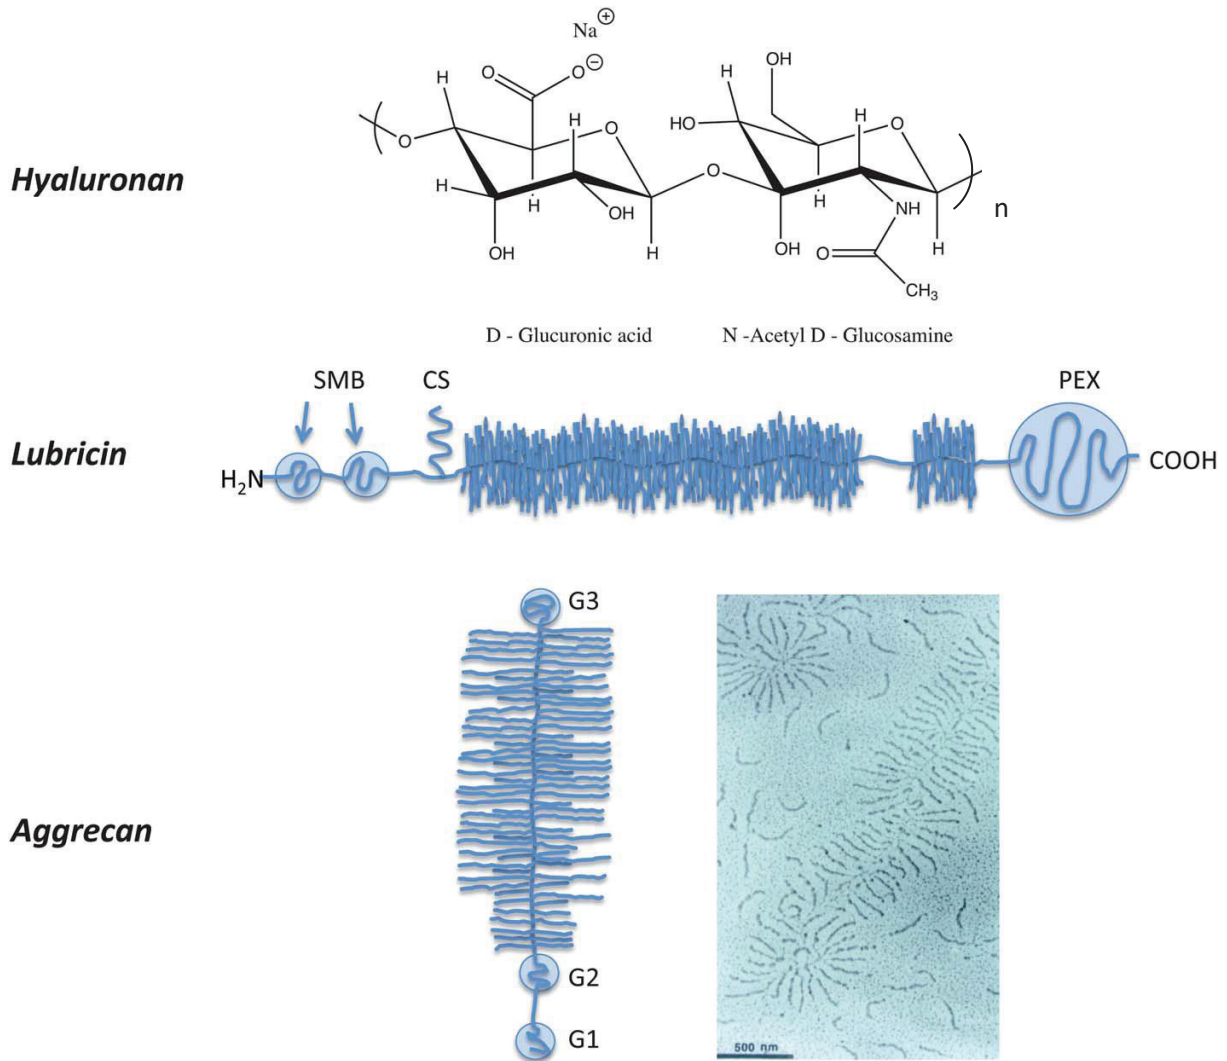 Na⊕
O
O⊖
H
O
H
H
O
H
H
OH
OH
H
O
H
OH
HO
O
H
H
OH
NH
H
O
CH3
n
Hyaluronan
D - Glucuronic acid
N -Acetyl D - Glucosamine
SMB
CS
PEX
Lubricin
H2N
COOH
G3
Aggrecan
G2
G1
500 nm